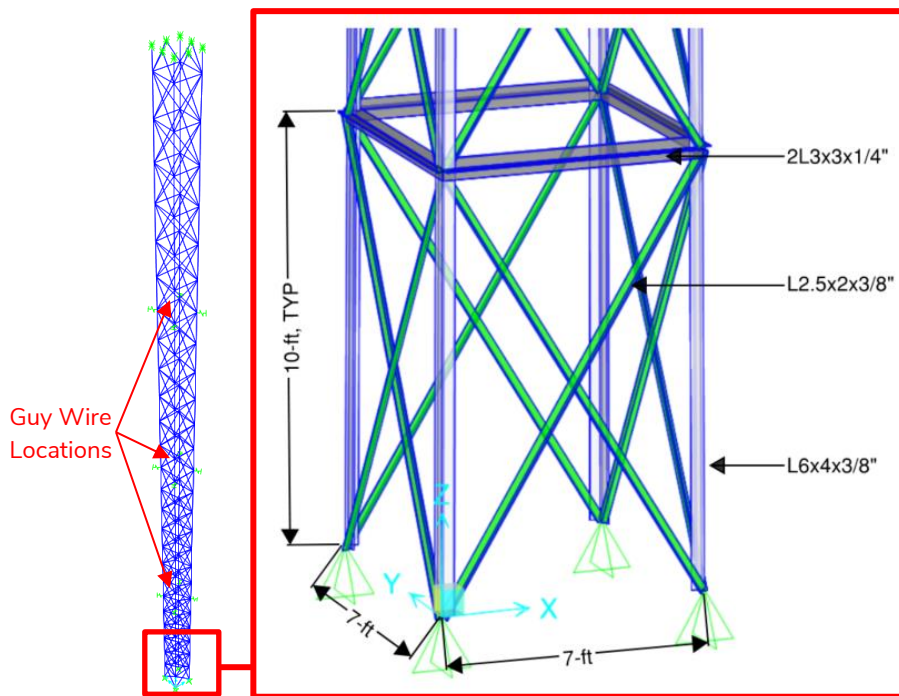 Guy Wire
Locations
10-ft, TYP
2L3x3x1/4"
L2.5x2x3/8"
L6x4x3/8"
Z
Y
X
7-ft
7-ft